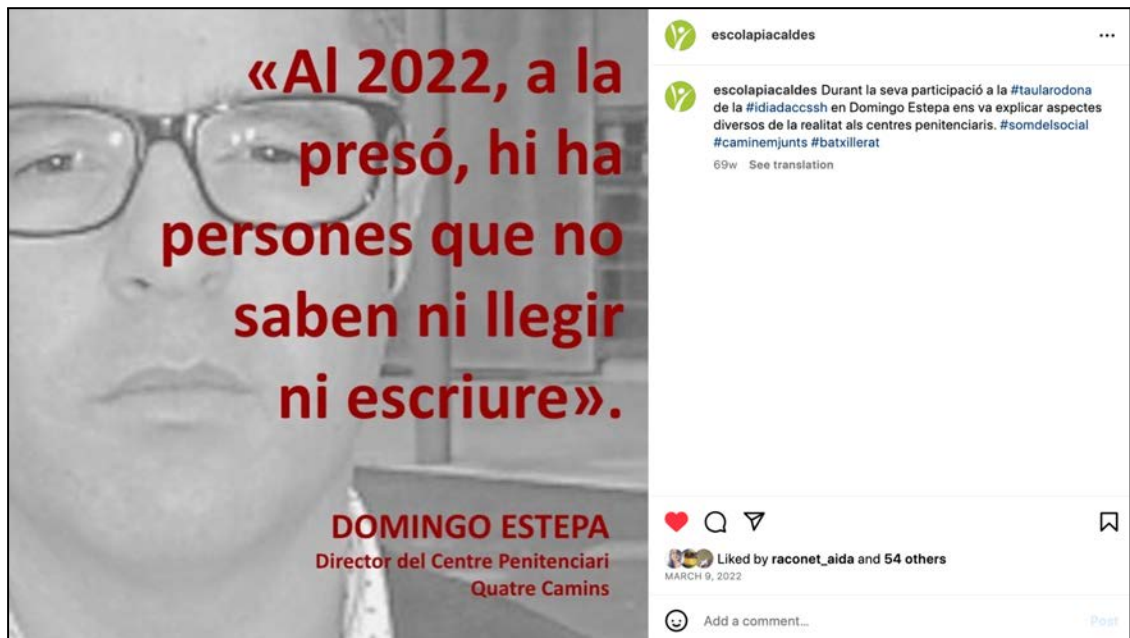 «Al 2022, a la
presó, hi ha
persones que no
saben ni llegir
ni escriure».
DOMINGO ESTEPA
Director del Centre Penitenciari
Quatre Camins
escolapiacaldes
escolapiacaldes Durant la seva participació a la #taularodona
de la #idiadaccssh en Domingo Estepa ens va explicar aspectes
diversos de la realitat als centres penitenciaris. #somdelsocial
#caminemjunts #batxillerat
69w See translation
Liked by raconet_aida and 54 others
MARCH 9, 2022
Add a comment...
Post